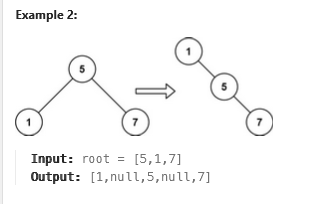 Example 2:
5
1
7
1
5
7
Input: root = [5,1,7]
Output: [1,null,5,null,7]